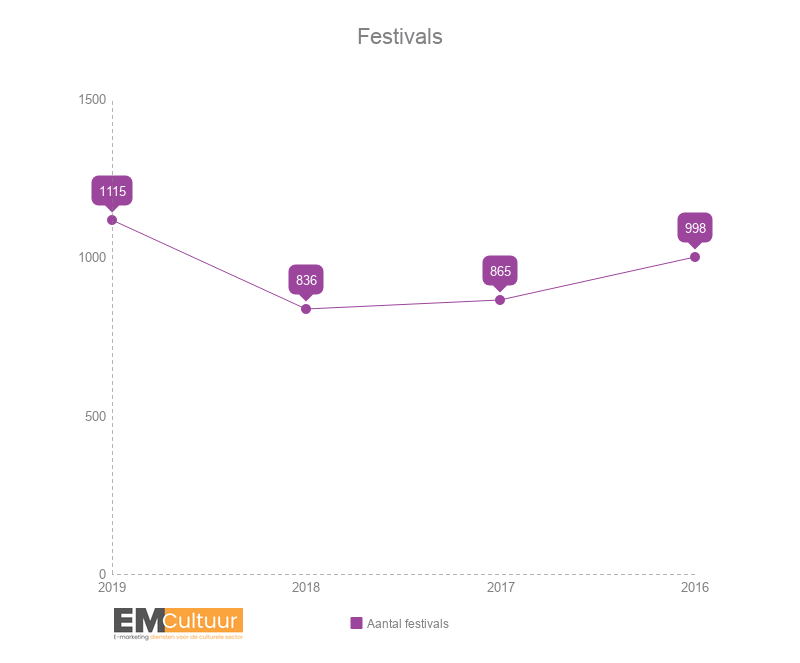 Festivals
1500
1115
998
1000
865
836
500
0
2019 2018 2017 2016
EMCultuur
E-marketing diensten voor de culturele sector
Aantal festivals